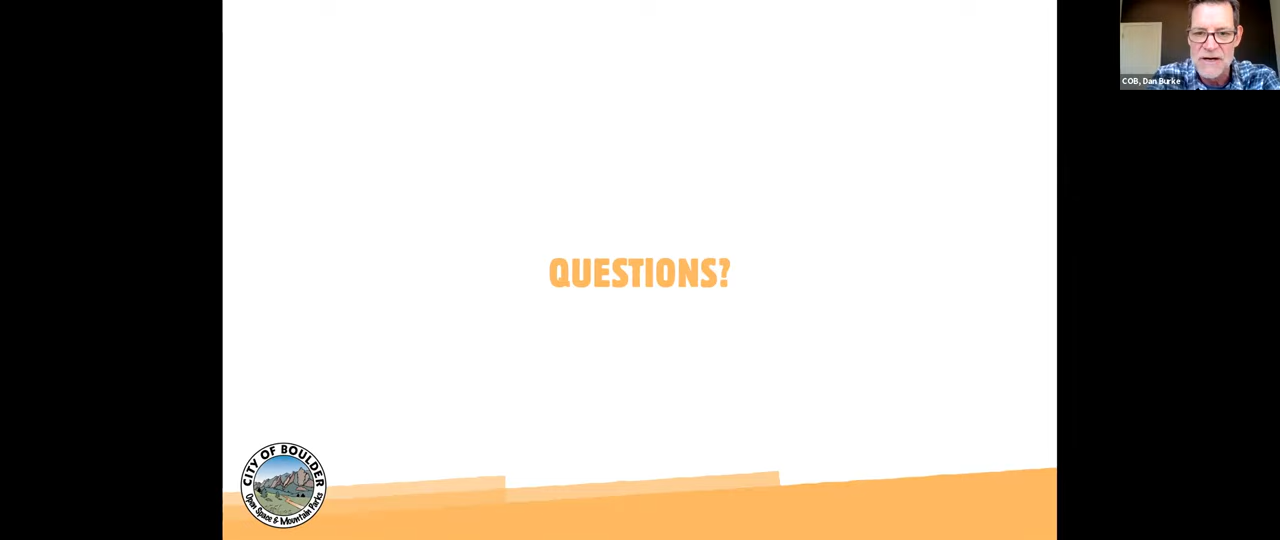 COB, Dan Burke
QUESTIONS?
CITY OF BOULDER
Open Space & Mountain Parks